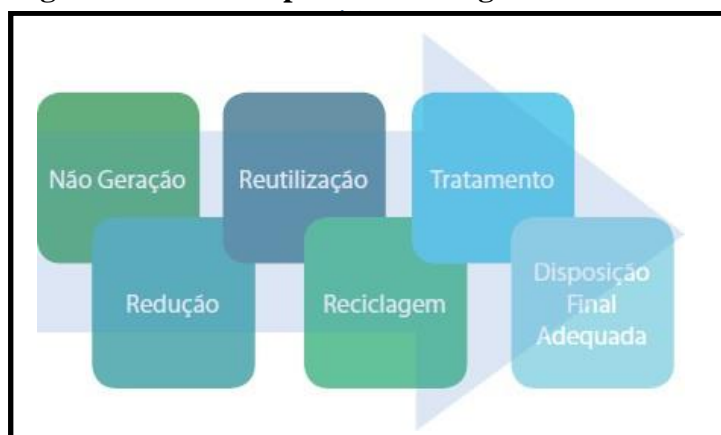 Não Geração
Redução
Reutilização
Reciclagem
Tratamento
Disposição
Final
Adequada